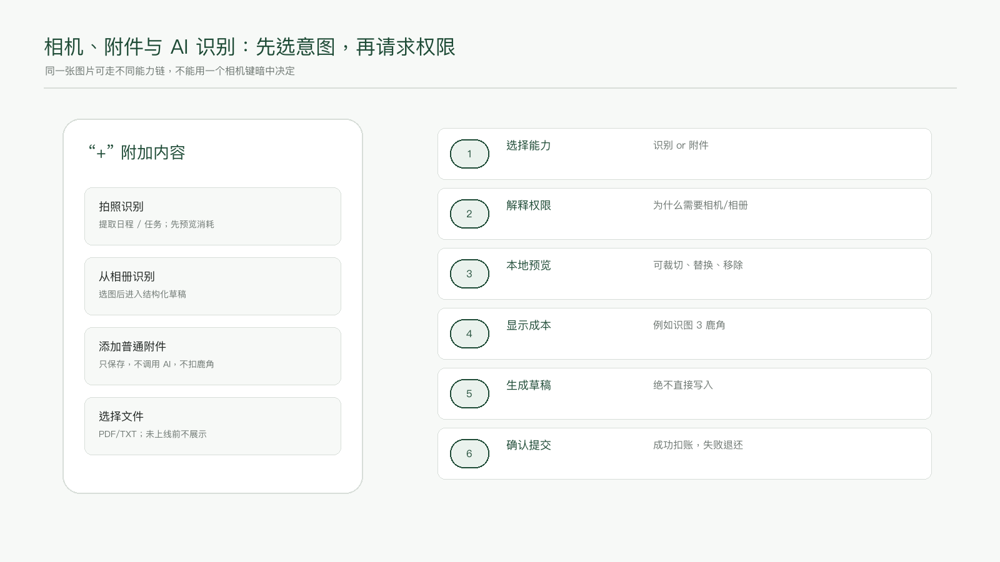 相机、附件与 AI 识别：先选意图，再请求权限
同一张图片可走不同能力链，不能用一个相机键暗中决定
“+” 附加内容
拍照识别
提取日程 / 任务；先预览消耗
从相册识别
选图后进入结构化草稿
添加普通附件
只保存，不调用 AI，不扣鹿角
选择文件
PDF/TXT；未上线前不展示
1 选择能力 识别 or 附件
2 解释权限 为什么需要相机/相册
3 本地预览 可裁切、替换、移除
4 显示成本 例如识图 3 鹿角
5 生成草稿 绝不直接写入
6 确认提交 成功扣账，失败退还